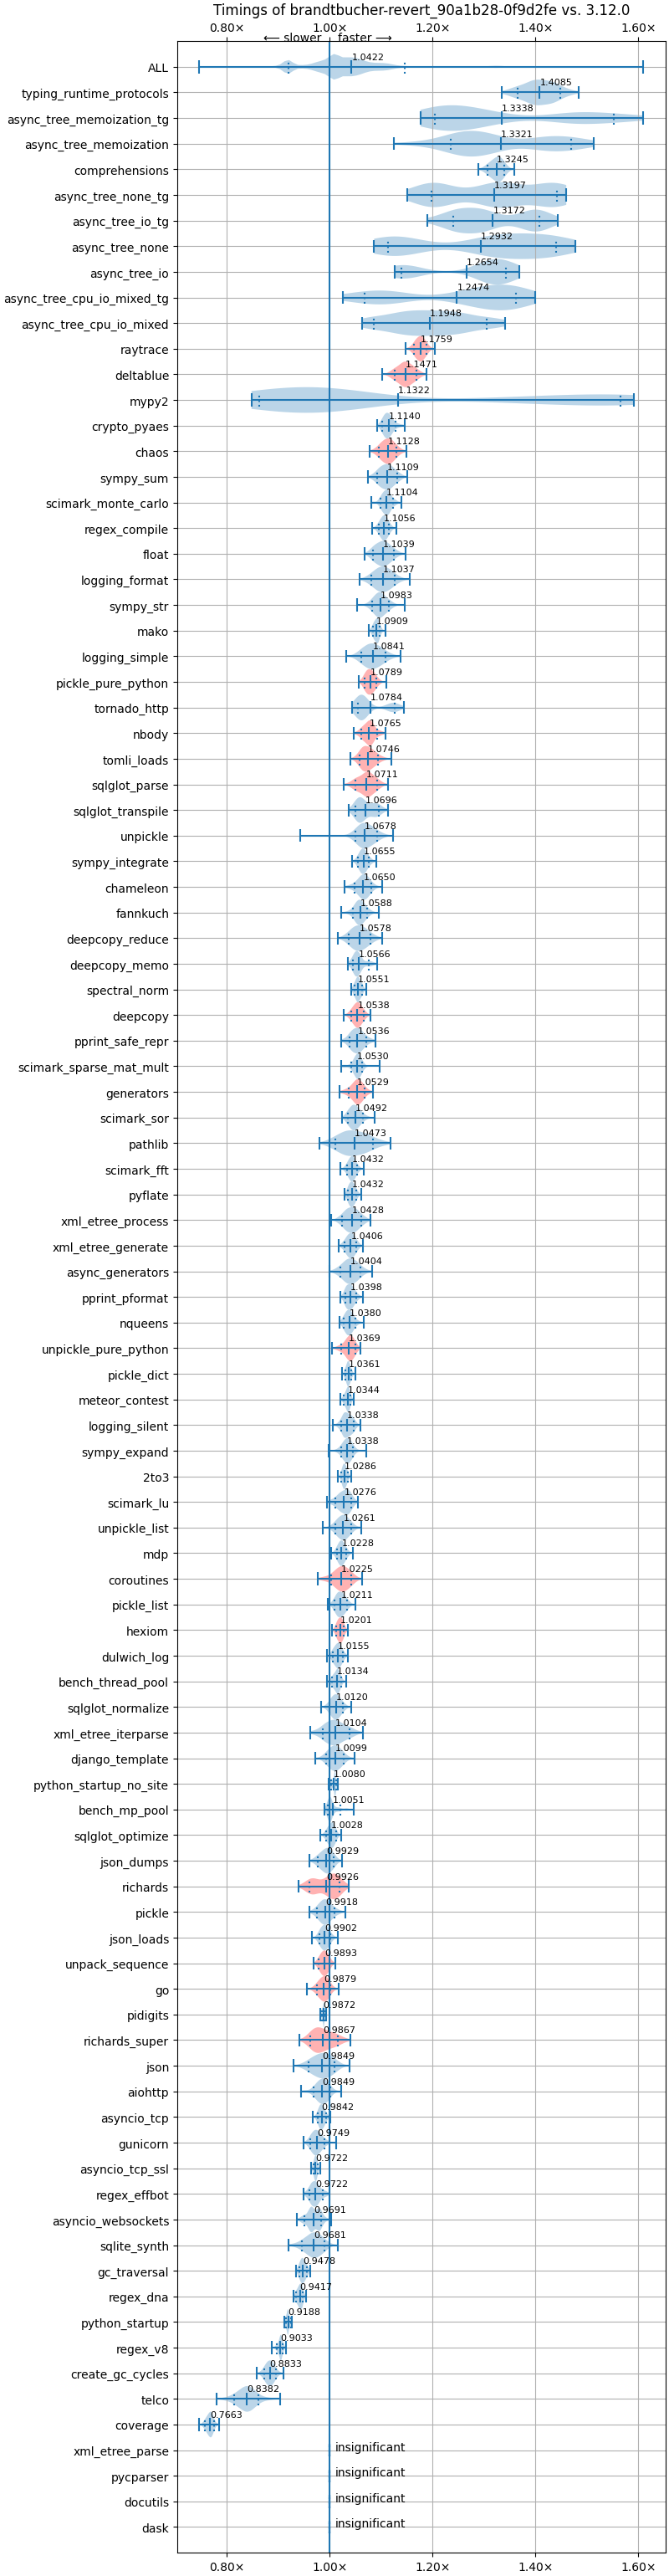 Timings of brandtbucher-revert_90a1b28-0f9d2fe vs. 3.12.0
0.80× 1.00× 1.20× 1.40× 1.60×
⟵ slower faster ⟶
ALL 1.0422
typing_runtime_protocols 1.4085
async_tree_memoization_tg 1.3338
async_tree_memoization 1.3321
comprehensions 1.3245
async_tree_none_tg 1.3197
async_tree_io_tg 1.3172
async_tree_none 1.2932
async_tree_io 1.2654
async_tree_cpu_io_mixed_tg 1.2474
async_tree_cpu_io_mixed 1.1948
raytrace 1.1759
deltablue 1.1471
mypy2 1.1322
crypto_pyaes 1.1140
chaos 1.1128
sympy_sum 1.1109
scimark_monte_carlo 1.1104
regex_compile 1.1056
float 1.1039
logging_format 1.1037
sympy_str 1.0983
mako 1.0909
logging_simple 1.0841
pickle_pure_python 1.0789
tornado_http 1.0784
nbody 1.0765
tomli_loads 1.0746
sqlglot_parse 1.0711
sqlglot_transpile 1.0696
unpickle 1.0678
sympy_integrate 1.0655
chameleon 1.0650
fannkuch 1.0588
deepcopy_reduce 1.0578
deepcopy_memo 1.0566
spectral_norm 1.0551
deepcopy 1.0538
pprint_safe_repr 1.0536
scimark_sparse_mat_mult 1.0530
generators 1.0529
scimark_sor 1.0492
pathlib 1.0473
scimark_fft 1.0432
pyflate 1.0432
xml_etree_process 1.0428
xml_etree_generate 1.0406
async_generators 1.0404
pprint_pformat 1.0398
nqueens 1.0380
unpickle_pure_python 1.0369
pickle_dict 1.0361
meteor_contest 1.0344
logging_silent 1.0338
sympy_expand 1.0338
2to3 1.0286
scimark_lu 1.0276
unpickle_list 1.0261
mdp 1.0228
coroutines 1.0225
pickle_list 1.0211
hexiom 1.0201
dulwich_log 1.0155
bench_thread_pool 1.0134
sqlglot_normalize 1.0120
xml_etree_iterparse 1.0104
django_template 1.0099
python_startup_no_site 1.0080
bench_mp_pool 1.0051
sqlglot_optimize 1.0028
json_dumps 0.9929
richards 0.9926
pickle 0.9918
json_loads 0.9902
unpack_sequence 0.9893
go 0.9879
pidigits 0.9872
richards_super 0.9867
json 0.9849
aiohttp 0.9849
asyncio_tcp 0.9842
gunicorn 0.9749
asyncio_tcp_ssl 0.9722
regex_effbot 0.9722
asyncio_websockets 0.9691
sqlite_synth 0.9681
gc_traversal 0.9478
regex_dna 0.9417
python_startup 0.9188
regex_v8 0.9033
create_gc_cycles 0.8833
telco 0.8382
coverage 0.7663
xml_etree_parse insignificant
pycparser insignificant
docutils insignificant
dask insignificant
0.80× 1.00× 1.20× 1.40× 1.60×